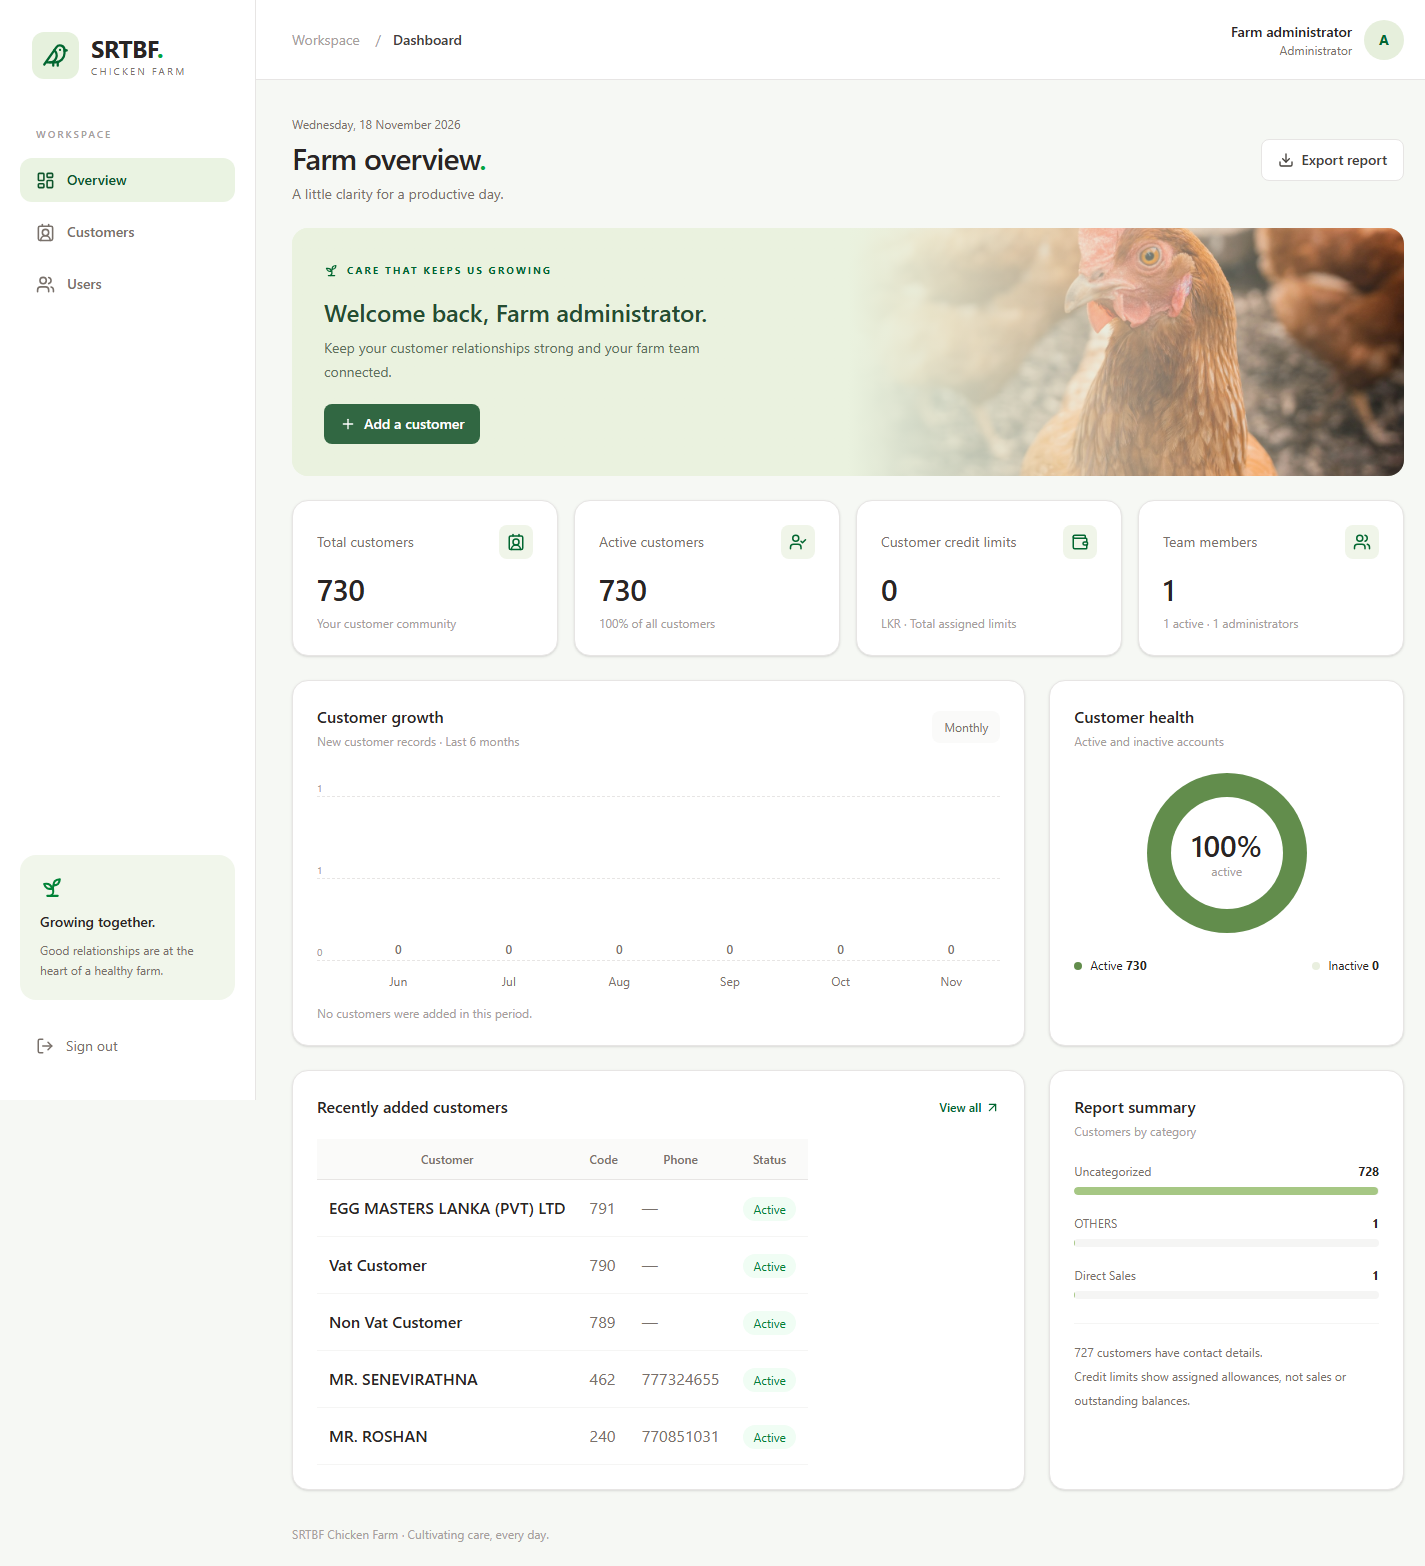 SRTBF.
CHICKEN FARM
WORKSPACE
Overview
Customers
Users
Growing together.
Good relationships are at the
heart of a healthy farm.
Sign out
Workspace / Dashboard
Farm administrator
Administrator
A
Wednesday, 18 November 2026
Farm overview.
A little clarity for a productive day.
Export report
CARE THAT KEEPS US GROWING
Welcome back, Farm administrator.
Keep your customer relationships strong and your farm team
connected.
Add a customer
Total customers
730
Your customer community
Active customers
730
100% of all customers
Customer credit limits
0
LKR · Total assigned limits
Team members
1
1 active · 1 administrators
Customer growth
New customer records · Last 6 months
Monthly
1
1
0
0 0 0 0 0 0
Jun Jul Aug Sep Oct Nov
No customers were added in this period.
Customer health
Active and inactive accounts
100%
active
Active 730
Inactive 0
Recently added customers
View all
Customer Code Phone Status
EGG MASTERS LANKA (PVT) LTD 791 — Active
Vat Customer 790 — Active
Non Vat Customer 789 — Active
MR. SENEVIRATHNA 462 777324655 Active
MR. ROSHAN 240 770851031 Active
Report summary
Customers by category
Uncategorized 728
OTHERS 1
Direct Sales 1
727 customers have contact details.
Credit limits show assigned allowances, not sales or
outstanding balances.
SRTBF Chicken Farm · Cultivating care, every day.